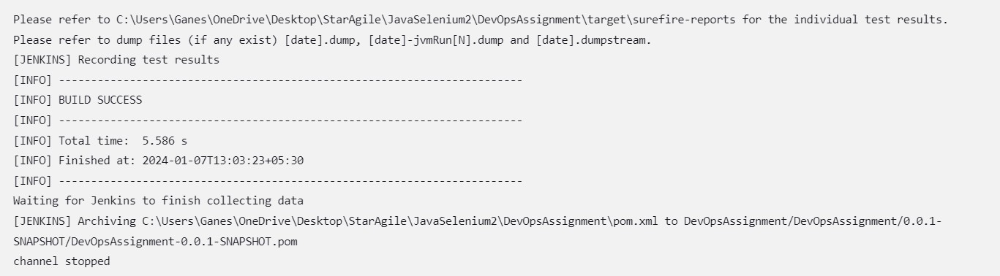 Please refer to C:\Users\Ganes\OneDrive\Desktop\StarAgile\JavaSelenium2\DevOpsAssignment\target\surefire-reports for the individual test results.
Please refer to dump files (if any exist) [date].dump, [date]-jvmRun[N].dump and [date].dumpstream.
[JENKINS] Recording test results
[INFO] ------------------------------------------------------------------------
[INFO] BUILD SUCCESS
[INFO] ------------------------------------------------------------------------
[INFO] Total time:  5.586 s
[INFO] Finished at: 2024-01-07T13:03:23+05:30
[INFO] ------------------------------------------------------------------------
Waiting for Jenkins to finish collecting data
[JENKINS] Archiving C:\Users\Ganes\OneDrive\Desktop\StarAgile\JavaSelenium2\DevOpsAssignment\pom.xml to DevOpsAssignment/DevOpsAssignment/0.0.1-
SNAPSHOT/DevOpsAssignment-0.0.1-SNAPSHOT.pom
channel stopped